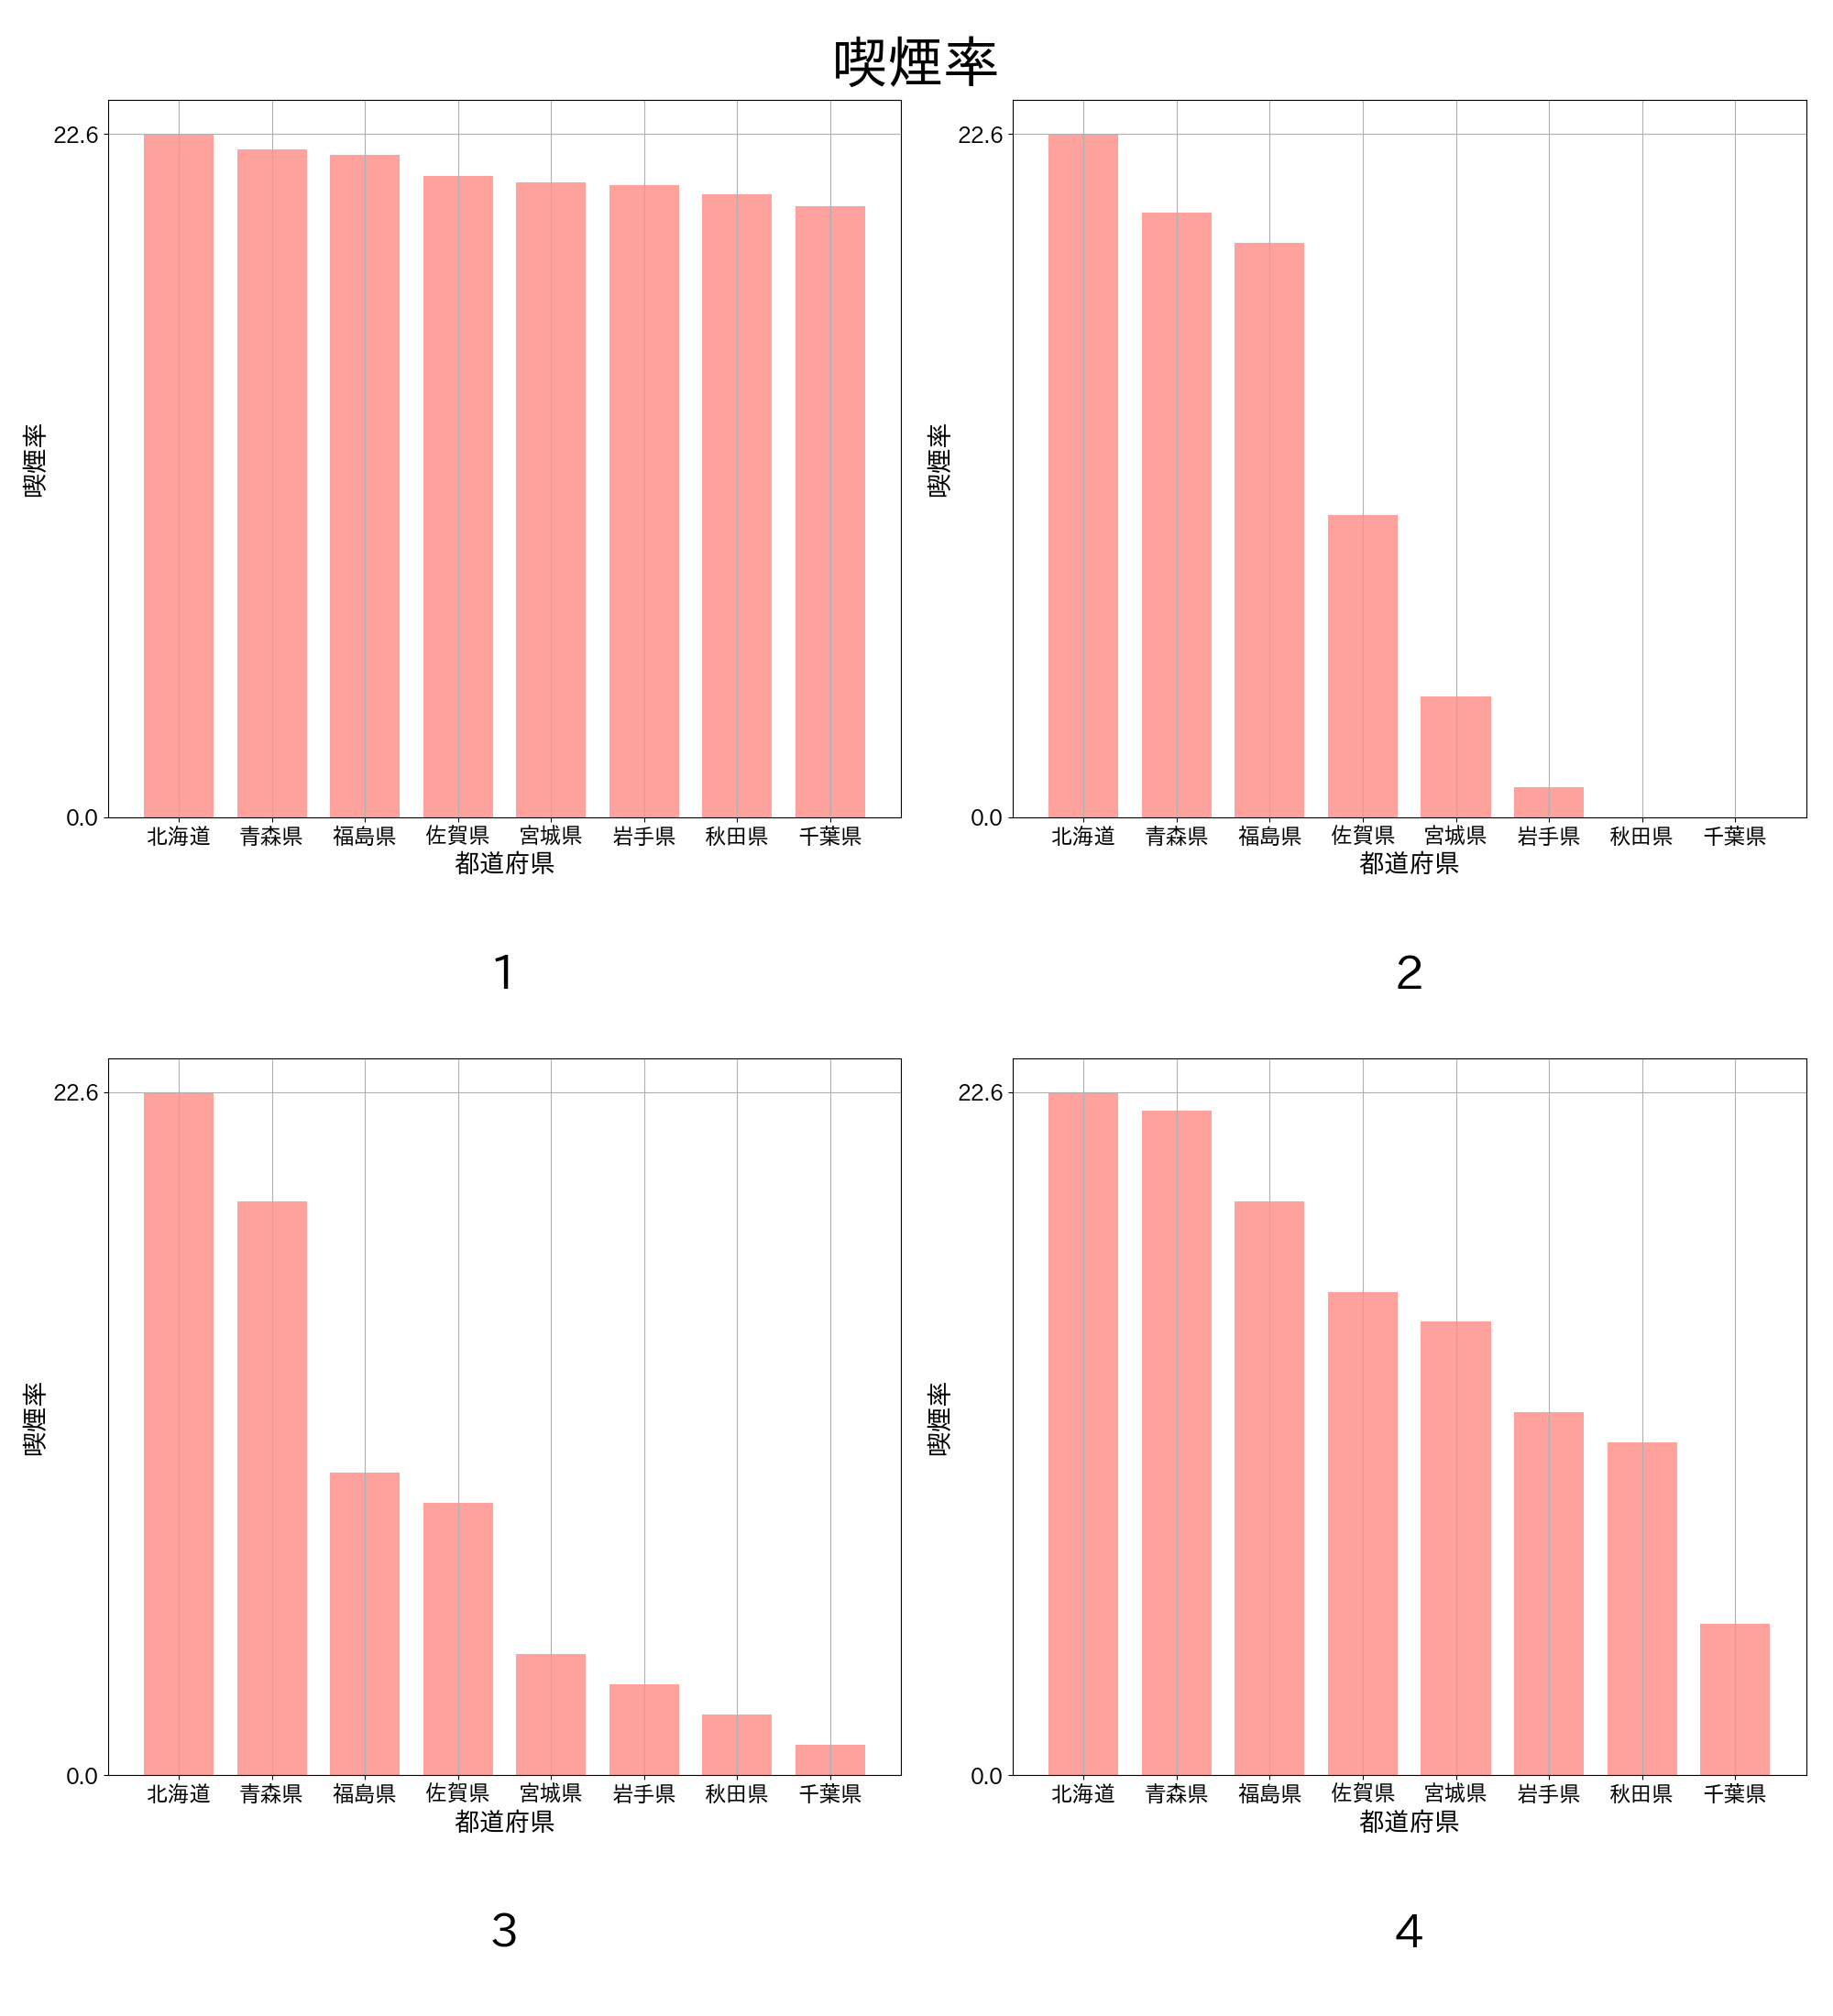 喫煙率
22.6
0.0
喫煙率
北海道 青森県 福島県 佐賀県 宮城県 岩手県 秋田県 千葉県
都道府県
1
22.6
0.0
喫煙率
北海道 青森県 福島県 佐賀県 宮城県 岩手県 秋田県 千葉県
都道府県
2
22.6
0.0
喫煙率
北海道 青森県 福島県 佐賀県 宮城県 岩手県 秋田県 千葉県
都道府県
3
22.6
0.0
喫煙率
北海道 青森県 福島県 佐賀県 宮城県 岩手県 秋田県 千葉県
都道府県
4